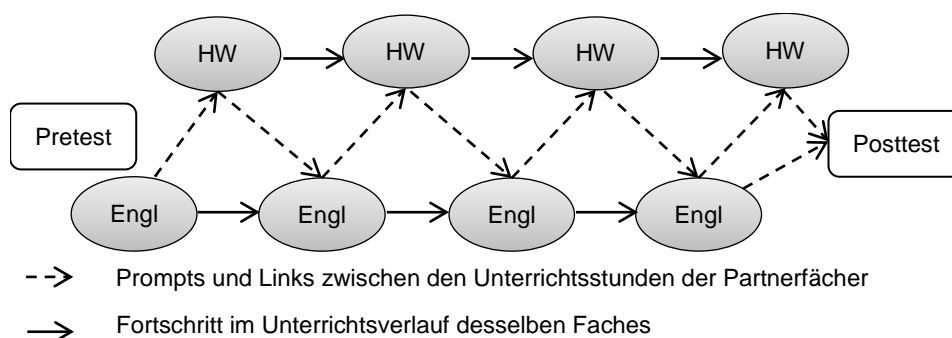 HW HW HW HW
Pretest
Posttest
Engl Engl Engl Engl
Prompts und Links zwischen den Unterrichtsstunden der Partnerfächer
Fortschritt im Unterrichtsverlauf desselben Faches